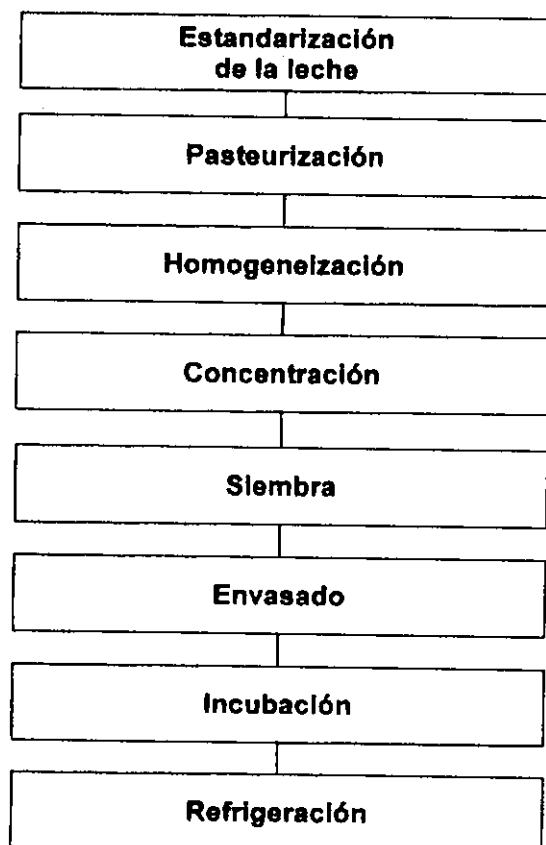 Estandarización
de la leche
Pasteurización
Homogeneización
Concentración
Siembra
Envasado
Incubación
Refrigeración